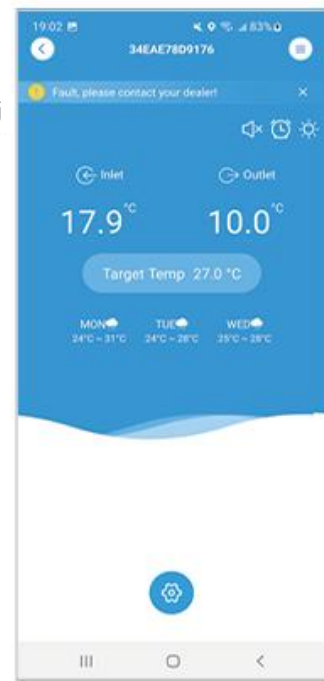 19:02 83%
34EAE78D9176
Fault, please contact your dealer!
Inlet Outlet
17.9°C 10.0°C
Target Temp 27.0 °C
MON TUE WED
24°C ~ 31°C 24°C ~ 28°C 25°C ~ 28°C